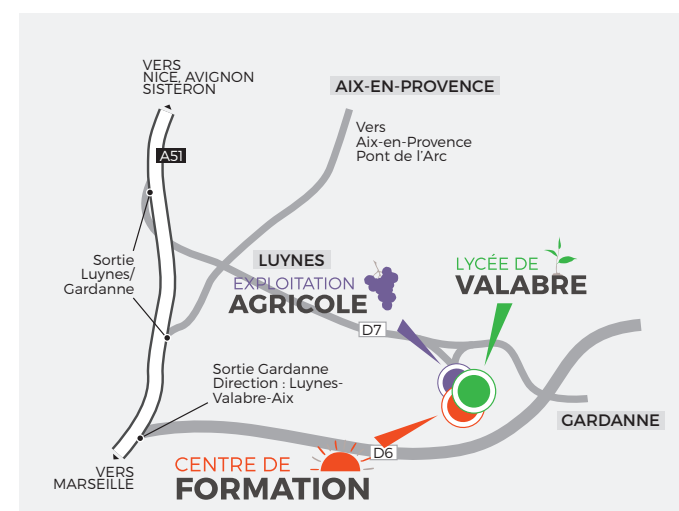 VERS
NICE, AVIGNON
SISTERON
AIX-EN-PROVENCE
Vers
Aix-en-Provence
Pont de l'Arc
A51
Sortie
Luynes/
Gardanne
LUYNES
EXPLOITATION
AGRICOLE
LYCÉE DE
VALABRE
D7
Sortie Gardanne
Direction : Luynes-
Valabre-Aix
GARDANNE
D6
VERS
MARSEILLE
CENTRE DE
FORMATION